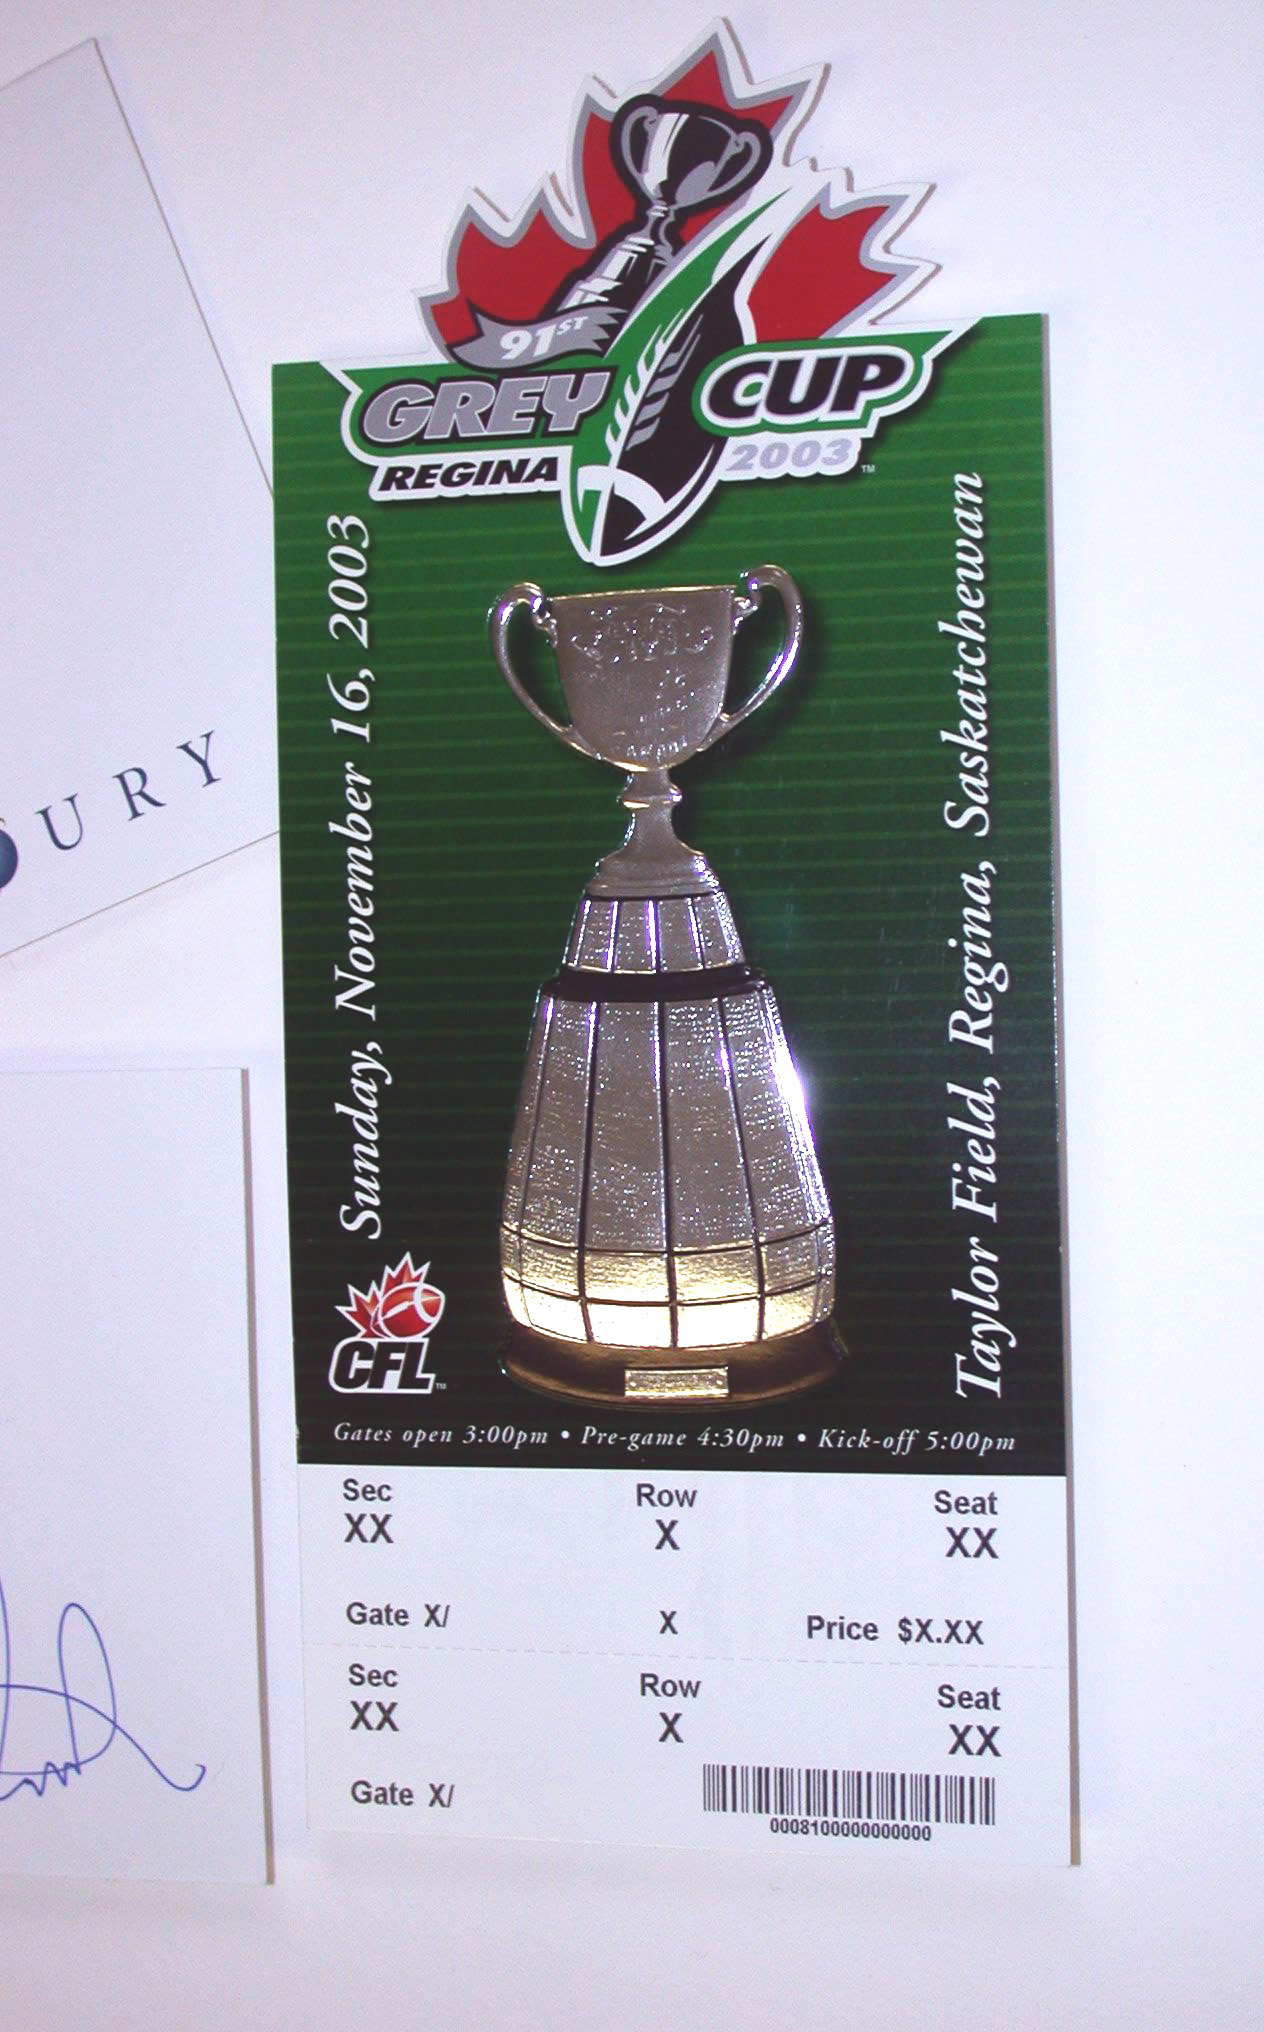 91ST
GREY CUP
REGINA 2003™
Sunday, November 16, 2003
Taylor Field, Regina, Saskatchewan
CFL™
Gates open 3:00pm • Pre-game 4:30pm • Kick-off 5:00pm
Sec Row Seat
XX X XX
Gate X/ X Price $X.XX
Sec Row Seat
XX X XX
Gate X/
0008100000000000
URY